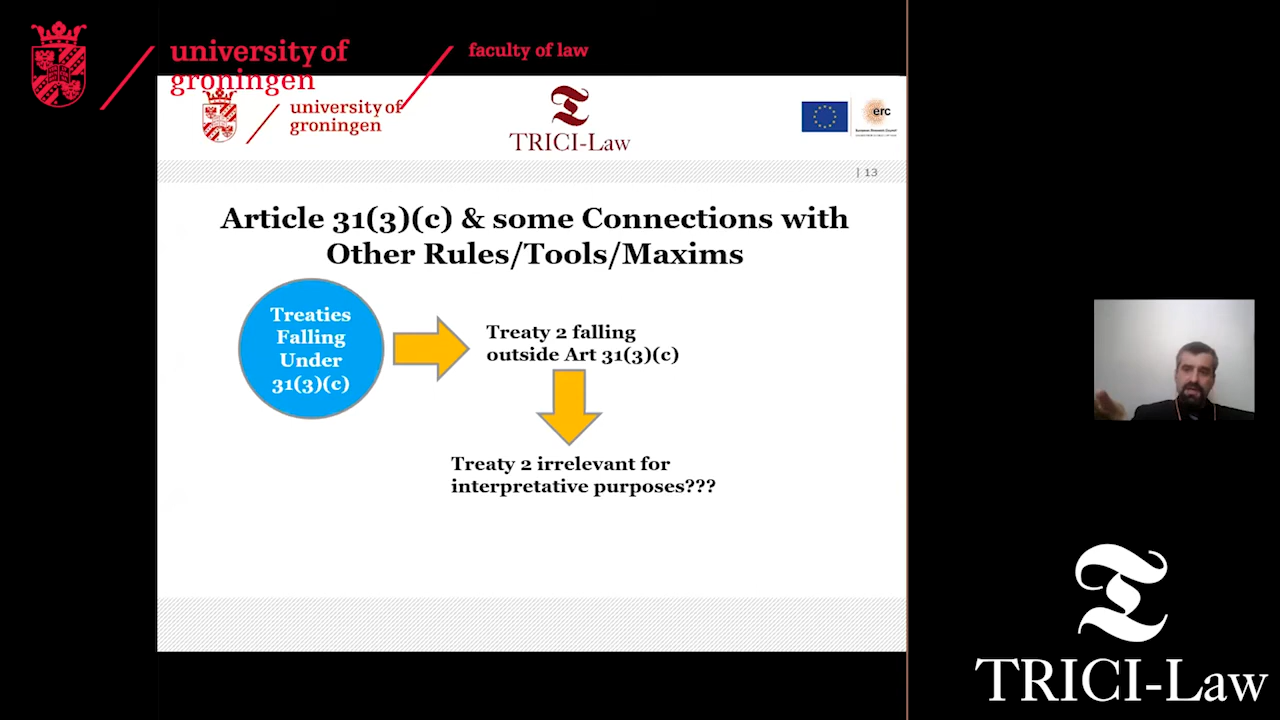 university of
groningen
faculty of law
university of
groningen
TRICI-Law
erc
| 13
Article 31(3)(c) & some Connections with
Other Rules/Tools/Maxims
Treaties
Falling
Under
31(3)(c)
Treaty 2 falling
outside Art 31(3)(c)
Treaty 2 irrelevant for
interpretative purposes???
TRICI-Law